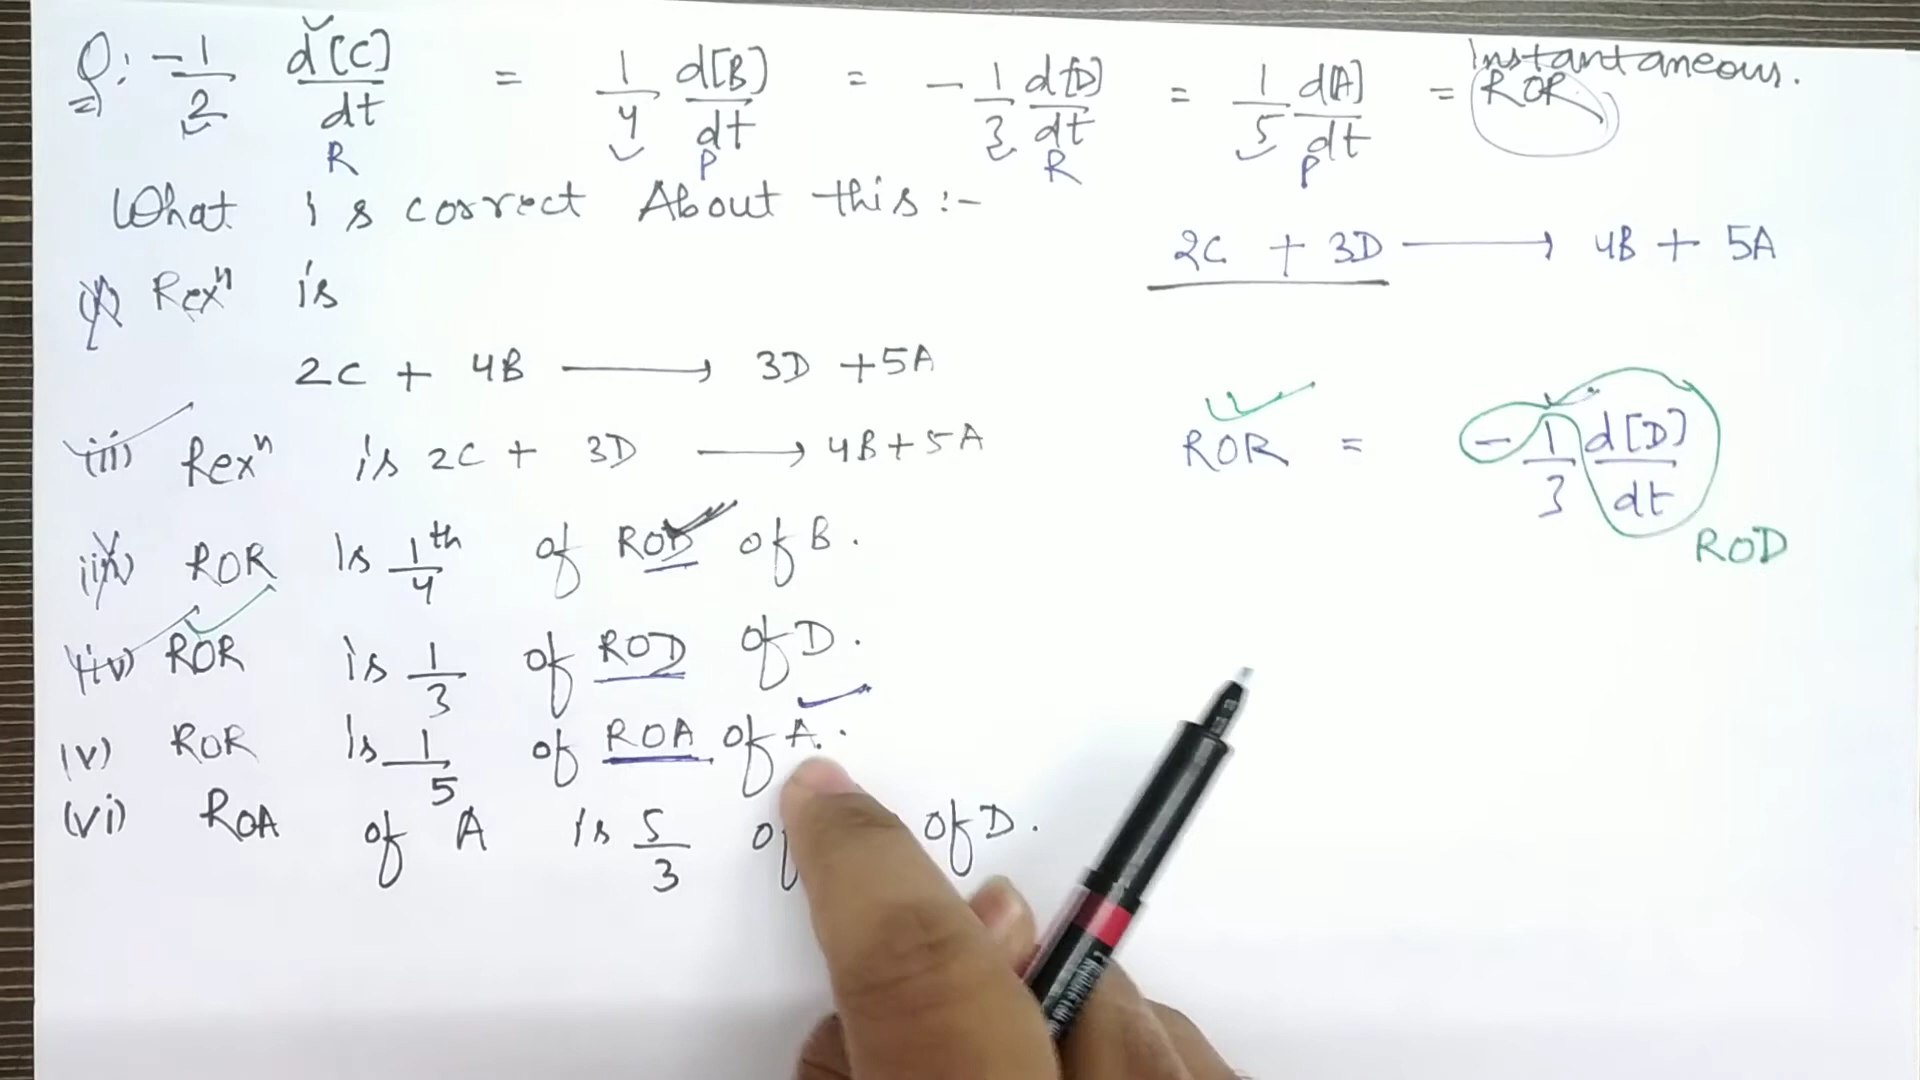 Q: -1/2 d[C]/dt = 1/4 d[B]/dt = -1/3 d[D]/dt = 1/5 d[A]/dt = ROR
Instantaneous.
R P R P
What is correct About this :-
2C + 3D ⟶ 4B + 5A
(i) Rexⁿ is
2C + 4B ⟶ 3D + 5A
(ii) Rexⁿ is 2C + 3D ⟶ 4B + 5A
ROR = -1/3 d[D]/dt
ROD
(iii) ROR is 1/4 th of ROD of B.
(iv) ROR is 1/3 of ROD of D.
(v) ROR is 1/5 of ROA of A.
(vi) ROA of A is 5/3 of D.